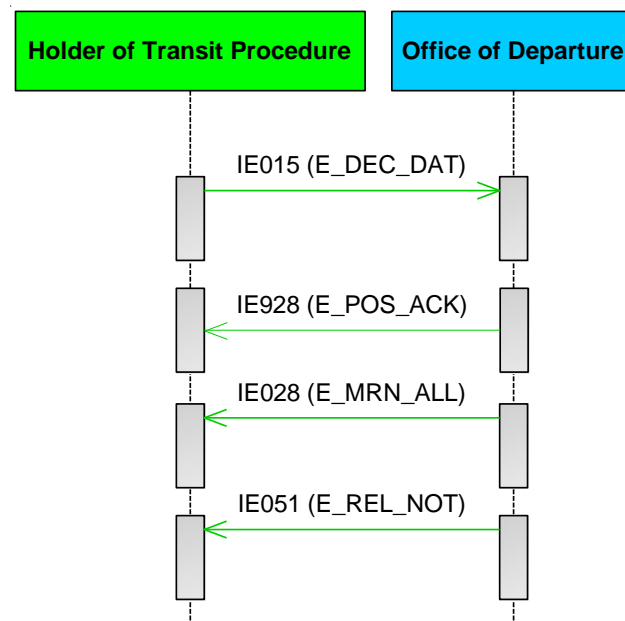 Holder of Transit Procedure
Office of Departure
IE015 (E_DEC_DAT)
IE928 (E_POS_ACK)
IE028 (E_MRN_ALL)
IE051 (E_REL_NOT)